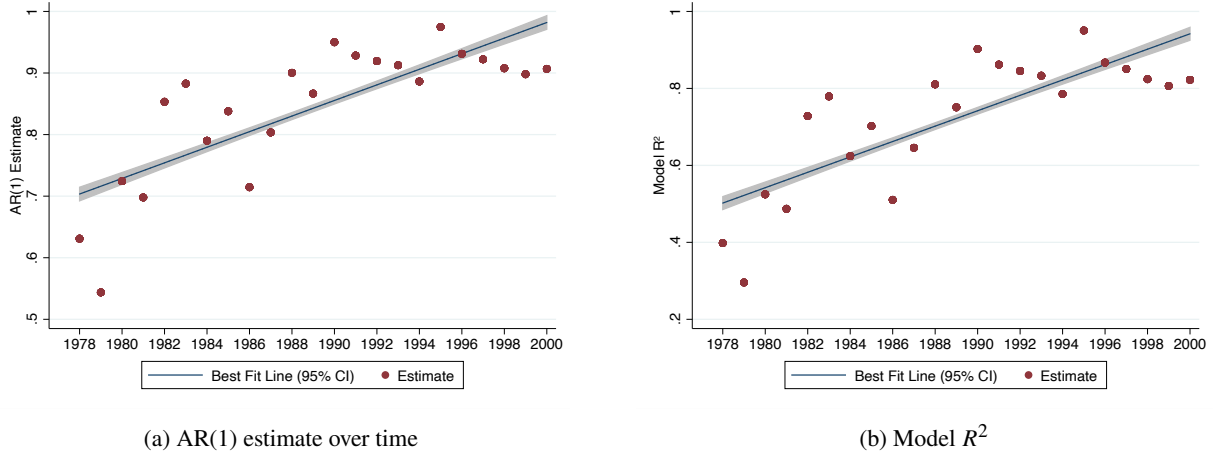 AR(1) Estimate
1
.9
.8
.7
.6
.5
1978 1980 1982 1984 1986 1988 1990 1992 1994 1996 1998 2000
Best Fit Line (95% CI) Estimate
(a) AR(1) estimate over time
Model R²
1
.8
.6
.4
.2
1978 1980 1982 1984 1986 1988 1990 1992 1994 1996 1998 2000
Best Fit Line (95% CI) Estimate
(b) Model R²